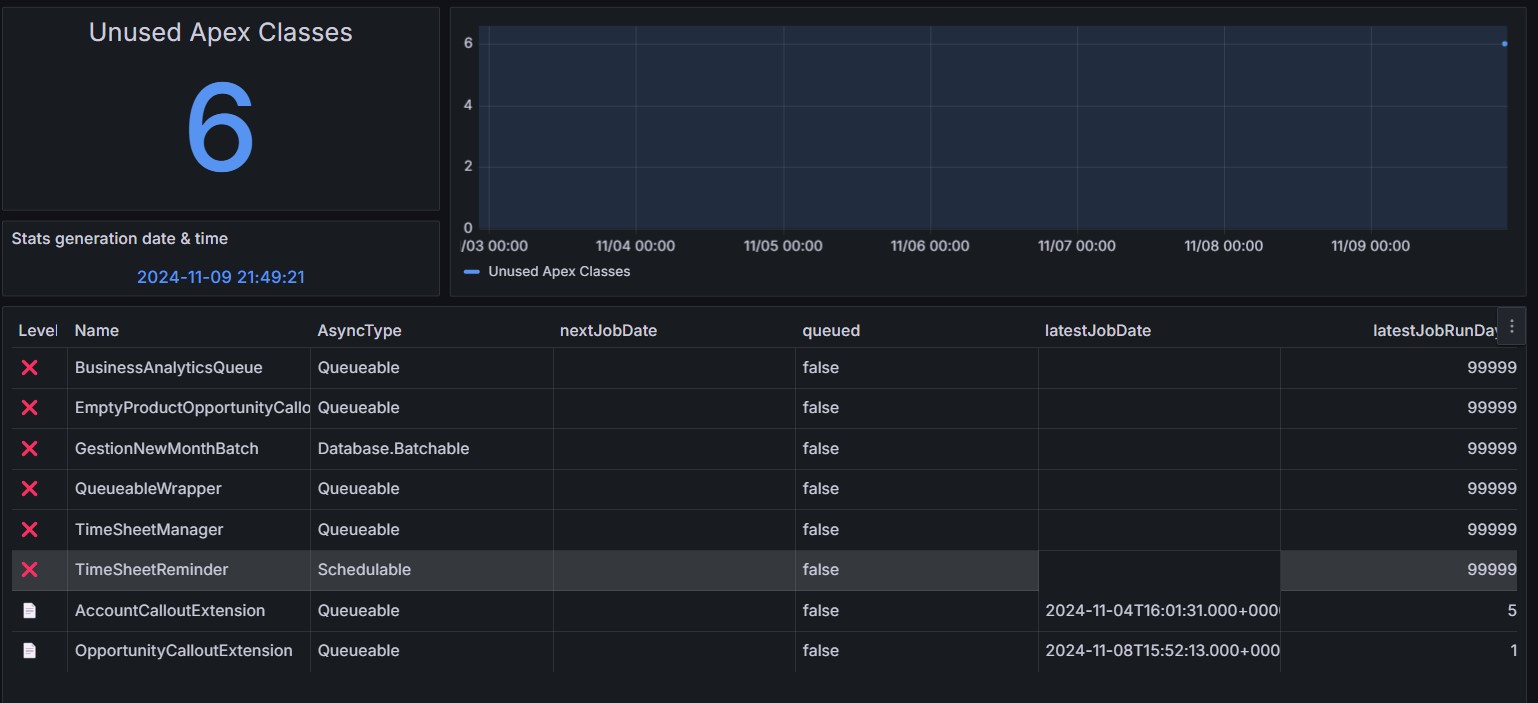 Unused Apex Classes
6
Stats generation date & time
2024-11-09 21:49:21
6
4
2
0
/03 00:00 11/04 00:00 11/05 00:00 11/06 00:00 11/07 00:00 11/08 00:00 11/09 00:00
Unused Apex Classes
Level Name AsyncType nextJobDate queued latestJobDate latestJobRunDay
BusinessAnalyticsQueue Queueable false 99999
EmptyProductOpportunityCallo Queueable false 99999
GestionNewMonthBatch Database.Batchable false 99999
QueueableWrapper Queueable false 99999
TimeSheetManager Queueable false 99999
TimeSheetReminder Schedulable false 99999
AccountCalloutExtension Queueable false 2024-11-04T16:01:31.000+000 5
OpportunityCalloutExtension Queueable false 2024-11-08T15:52:13.000+000 1